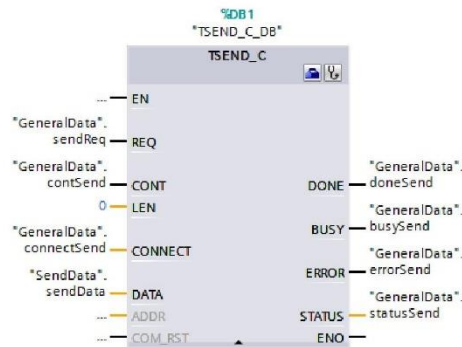 %DB1
"TSEND_C_DB"
TSEND_C
... EN
"GeneralData".
sendReq REQ
"GeneralData".
contSend CONT
"GeneralData".
DONE doneSend
0 LEN
"GeneralData".
BUSY busySend
"GeneralData".
connectSend CONNECT
"GeneralData".
ERROR errorSend
"SendData".
sendData DATA
"GeneralData".
... ADDR
STATUS statusSend
... COM_RST
ENO